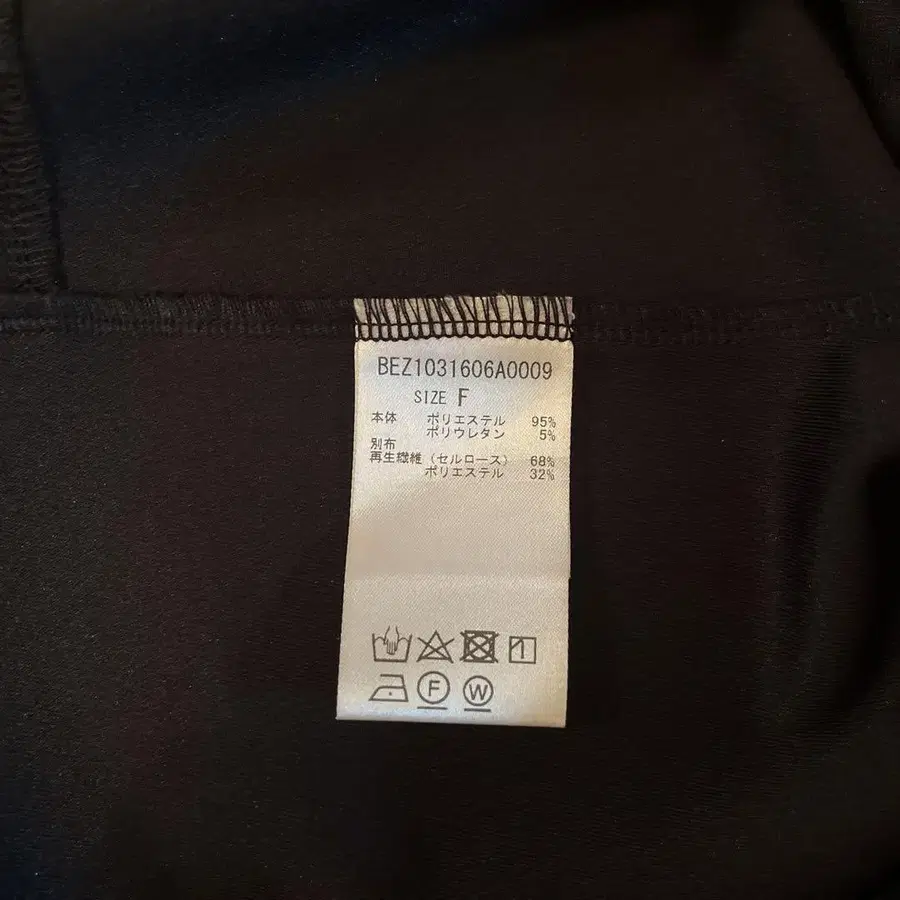 BEZ1031606A0009
SIZE F
本体 ポリエステル 95%
ポリウレタン 5%
別布
再生繊維(セルロース) 68%
ポリエステル 32%
F
W